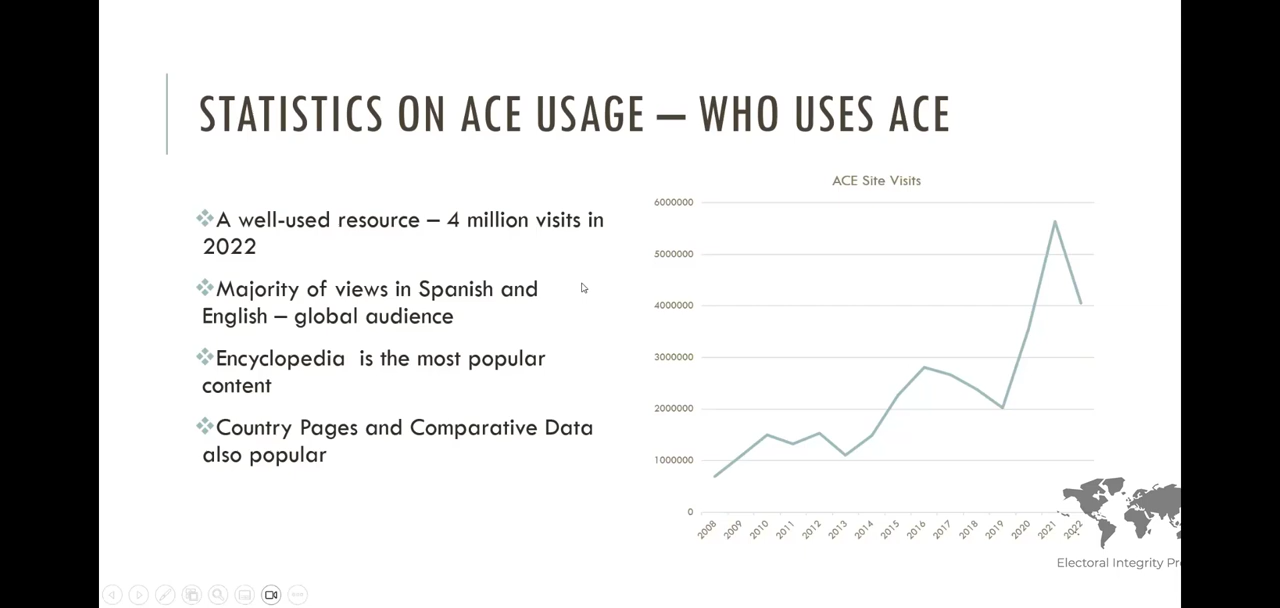 STATISTICS ON ACE USAGE – WHO USES ACE
A well-used resource – 4 million visits in
2022
Majority of views in Spanish and
English – global audience
Encyclopedia is the most popular
content
Country Pages and Comparative Data
also popular
ACE Site Visits
6000000
5000000
4000000
3000000
2000000
1000000
0
2008 2009 2010 2011 2012 2013 2014 2015 2016 2017 2018 2019 2020 2021 2022
Electoral Integrity Pr